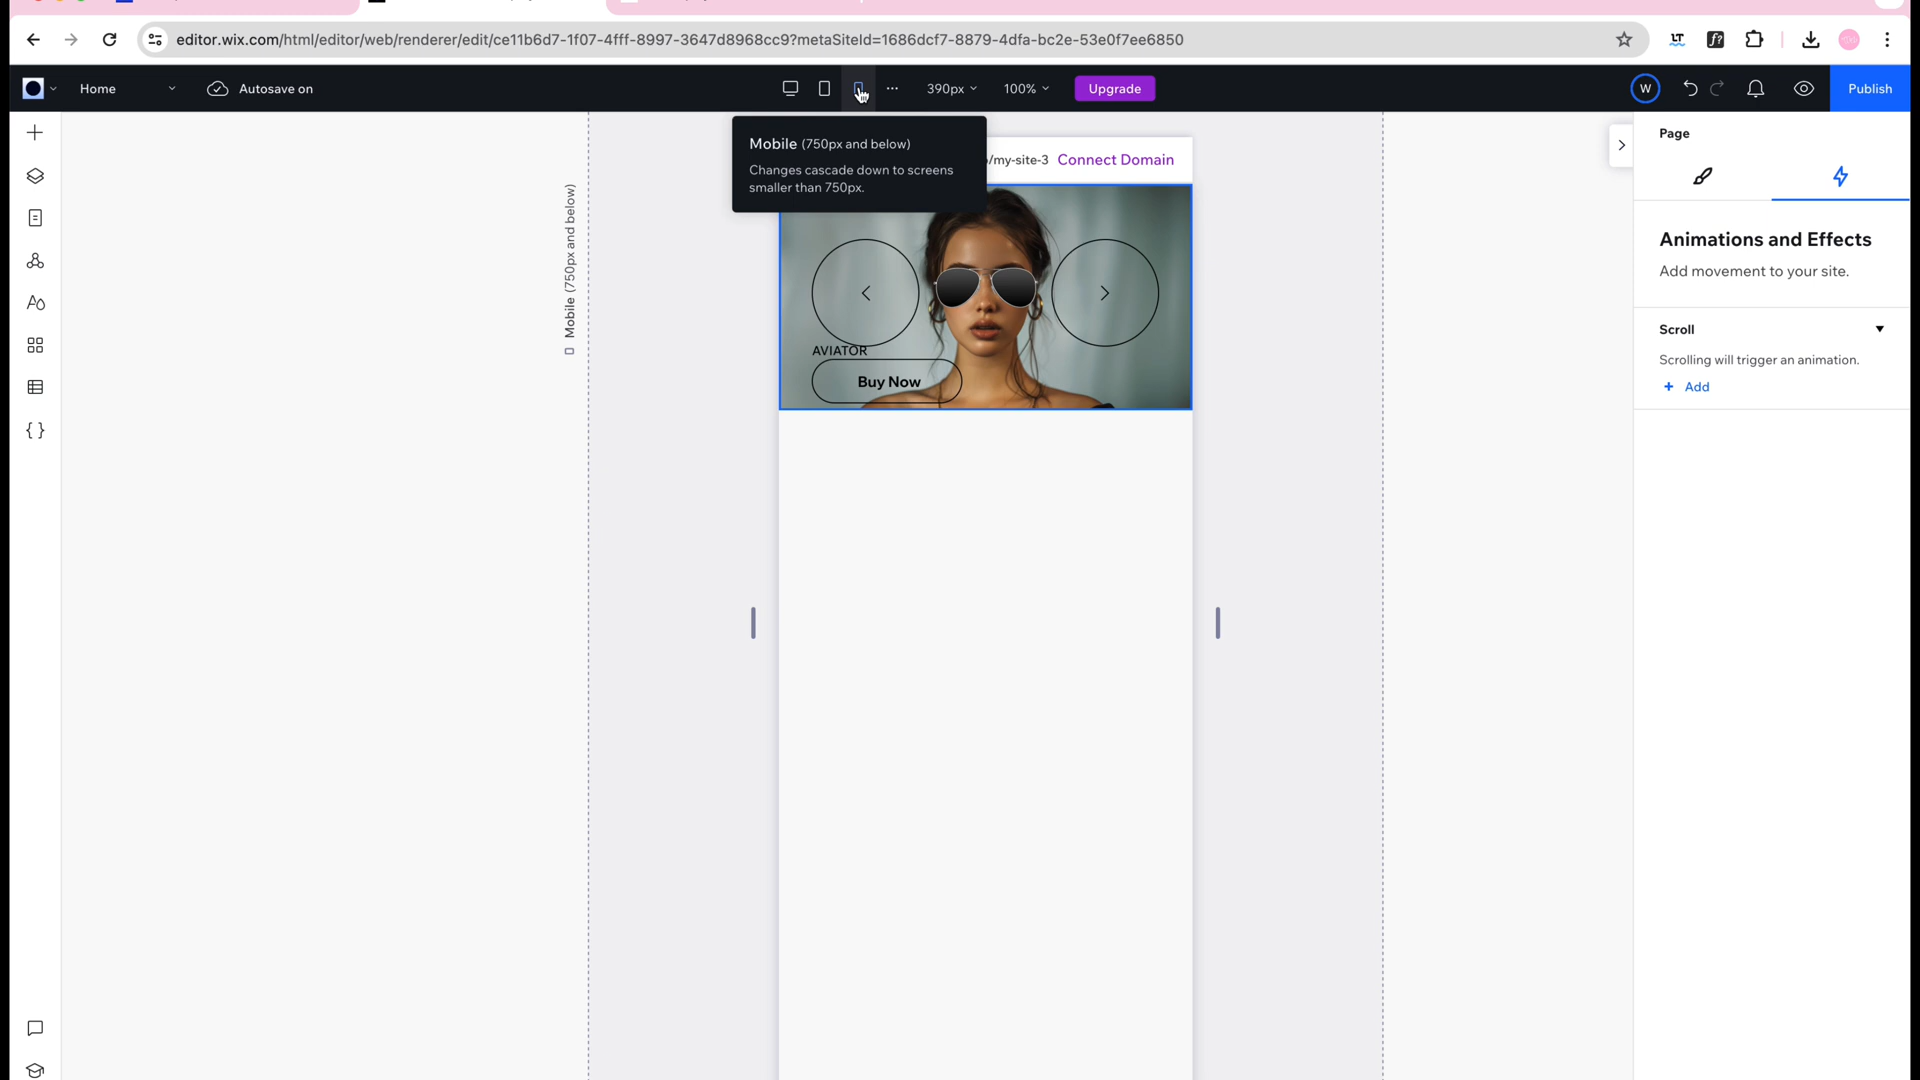 editor.wix.com/html/editor/web/renderer/edit/ce11b6d7-1f07-4fff-8997-3647d8968cc9?metaSiteId=1686dcf7-8879-4dfa-bc2e-53e0f7ee6850
LT
f?
Home
Autosave on
390px
100%
Upgrade
W
Publish
Mobile (750px and below)
Changes cascade down to screens
smaller than 750px.
/my-site-3 Connect Domain
Mobile (750px and below)
AVIATOR
Buy Now
Page
Animations and Effects
Add movement to your site.
Scroll
Scrolling will trigger an animation.
+ Add